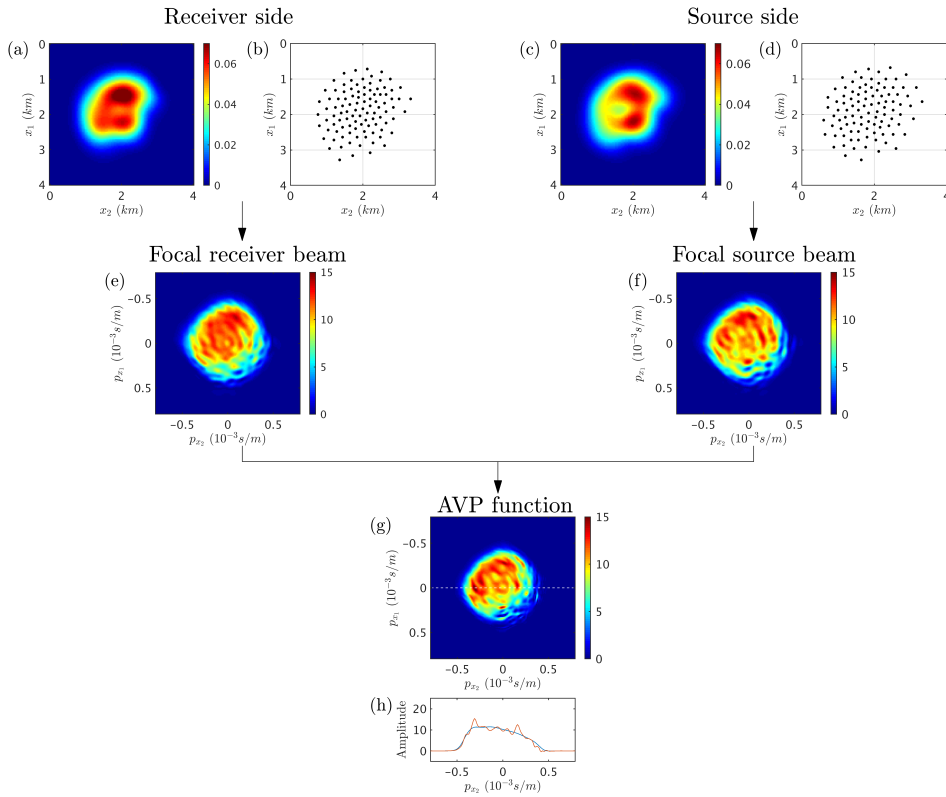 Receiver side
Source side
(a)
0
1
2
3
4
x₁ (km)
0
2
4
x₂ (km)
0.06
0.04
0.02
0
(b)
0
1
2
3
4
x₁ (km)
0
2
4
x₂ (km)
(c)
0
1
2
3
4
x₁ (km)
0
2
4
x₂ (km)
0.06
0.04
0.02
0
(d)
0
1
2
3
4
x₁ (km)
0
2
4
x₂ (km)
Focal receiver beam
(e)
−0.5
0
0.5
pₓ₁ (10⁻³s/m)
−0.5
0
0.5
pₓ₂ (10⁻³s/m)
15
10
5
0
Focal source beam
(f)
−0.5
0
0.5
pₓ₁ (10⁻³s/m)
−0.5
0
0.5
pₓ₂ (10⁻³s/m)
15
10
5
0
AVP function
(g)
−0.5
0
0.5
pₓ₁ (10⁻³s/m)
−0.5
0
0.5
pₓ₂ (10⁻³s/m)
15
10
5
0
(h)
20
10
0
Amplitude
−0.5
0
0.5
pₓ₂ (10⁻³s/m)